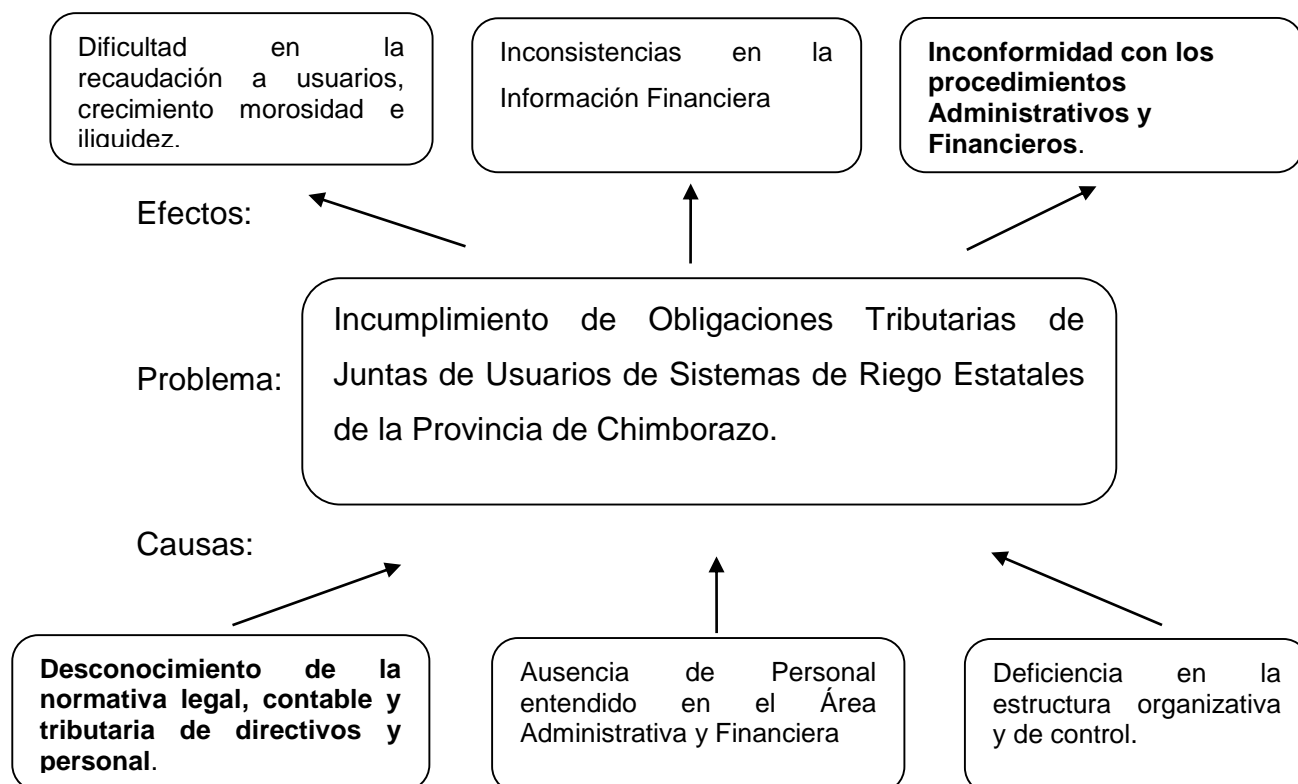 Dificultad en la
recaudación a usuarios,
crecimiento morosidad e
iliquidez.
Inconsistencias en la
Información Financiera
Inconformidad con los
procedimientos
Administrativos y
Financieros.
Efectos:
Incumplimiento de Obligaciones Tributarias de
Juntas de Usuarios de Sistemas de Riego Estatales
de la Provincia de Chimborazo.
Problema:
Causas:
Desconocimiento de la
normativa legal, contable y
tributaria de directivos y
personal.
Ausencia de Personal
entendido en el Área
Administrativa y Financiera
Deficiencia en la
estructura organizativa
y de control.